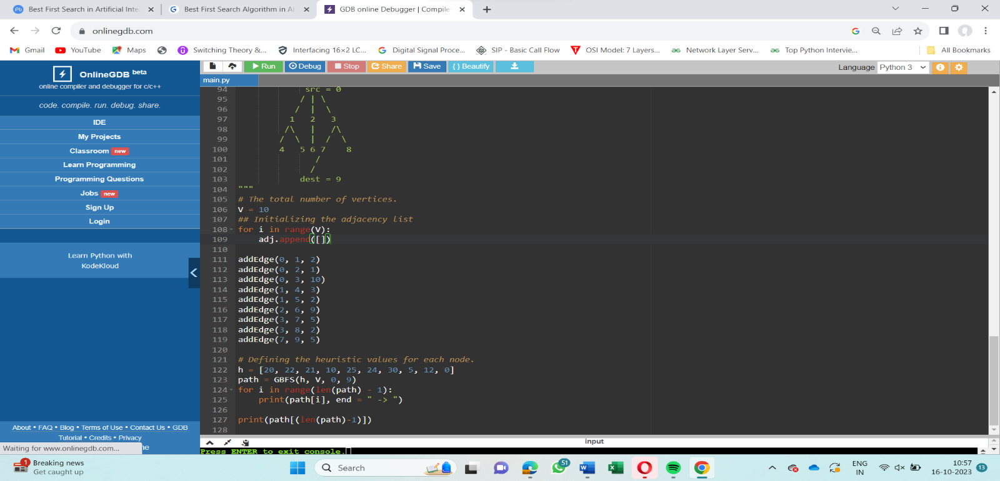 Best First Search in Artificial Inte
Best First Search Algorithm in AI
GDB online Debugger | Compile
onlinegdb.com
Gmail
YouTube
Maps
Switching Theory &...
Interfacing 16×2 LC...
Digital Signal Proce...
SIP - Basic Call Flow
OSI Model: 7 Layers...
Network Layer Serv...
Top Python Intervie...
All Bookmarks
OnlineGDB beta
online compiler and debugger for c/c++
code. compile. run. debug. share.
IDE
My Projects
Classroom new
Learn Programming
Programming Questions
Jobs new
Sign Up
Login
Learn Python with
KodeKloud
About • FAQ • Blog • Terms of Use • Contact Us • GDB
Tutorial • Credits • Privacy
Waiting for www.onlinegdb.com...
Run Debug Stop Share Save { } Beautify
Language Python 3
main.py
94 src = 0
95 / | \
96 / | \
97 1 2 3
98 /\ | /\
99 / \ | / \
100 4 5 6 7 8
101 /
102 /
103 dest = 9
104 """
105 # The total number of vertices.
106 V = 10
107 ## Initializing the adjacency list
108 for i in range(V):
109 adj.append([])
110
111 addEdge(0, 1, 2)
112 addEdge(0, 2, 1)
113 addEdge(0, 3, 10)
114 addEdge(1, 4, 3)
115 addEdge(1, 5, 2)
116 addEdge(2, 6, 9)
117 addEdge(3, 7, 5)
118 addEdge(3, 8, 2)
119 addEdge(7, 9, 5)
120
121 # Defining the heuristic values for each node.
122 h = [20, 22, 21, 10, 25, 24, 30, 5, 12, 0]
123 path = GBFS(h, V, 0, 9)
124 for i in range(len(path) - 1):
125 print(path[i], end = " -> ")
126
127 print(path[(len(path)-1)])
128
input
Press ENTER to exit console.
1
Breaking news
Get caught up
Search
51
ENG
IN
10:57
16-10-2023
13